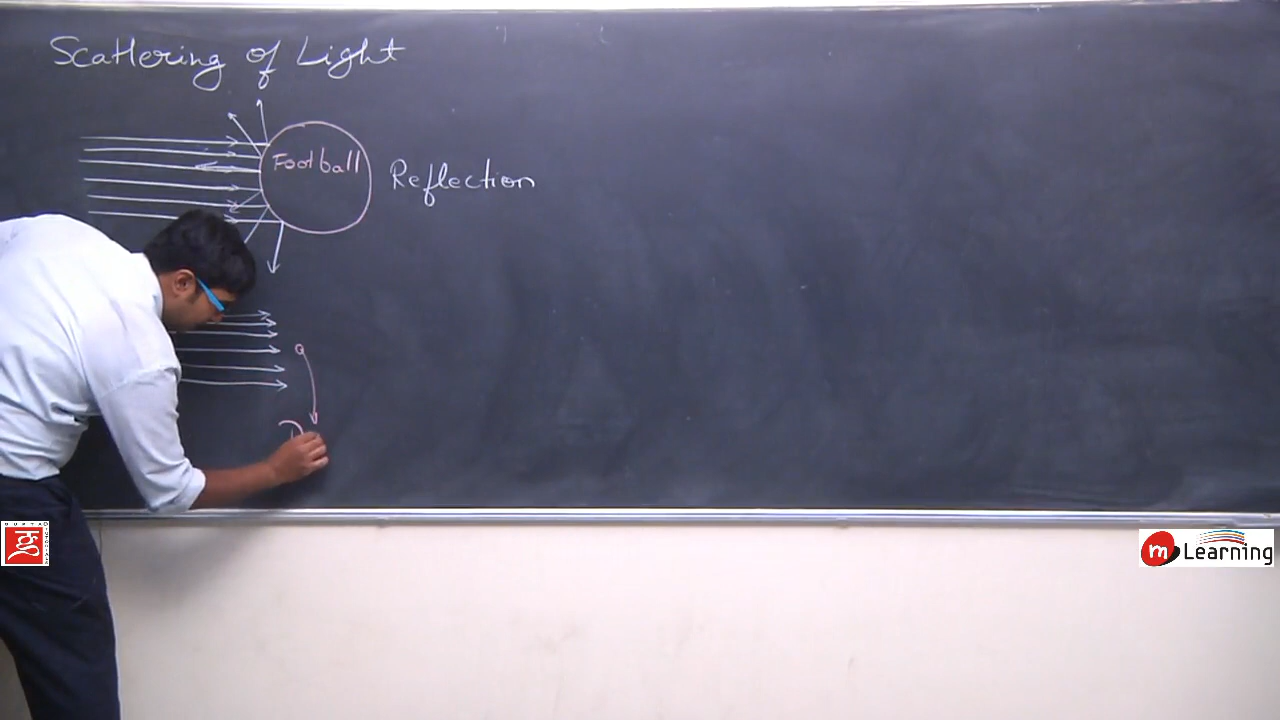 Scattering of Light
Football
Reflection
m Learning